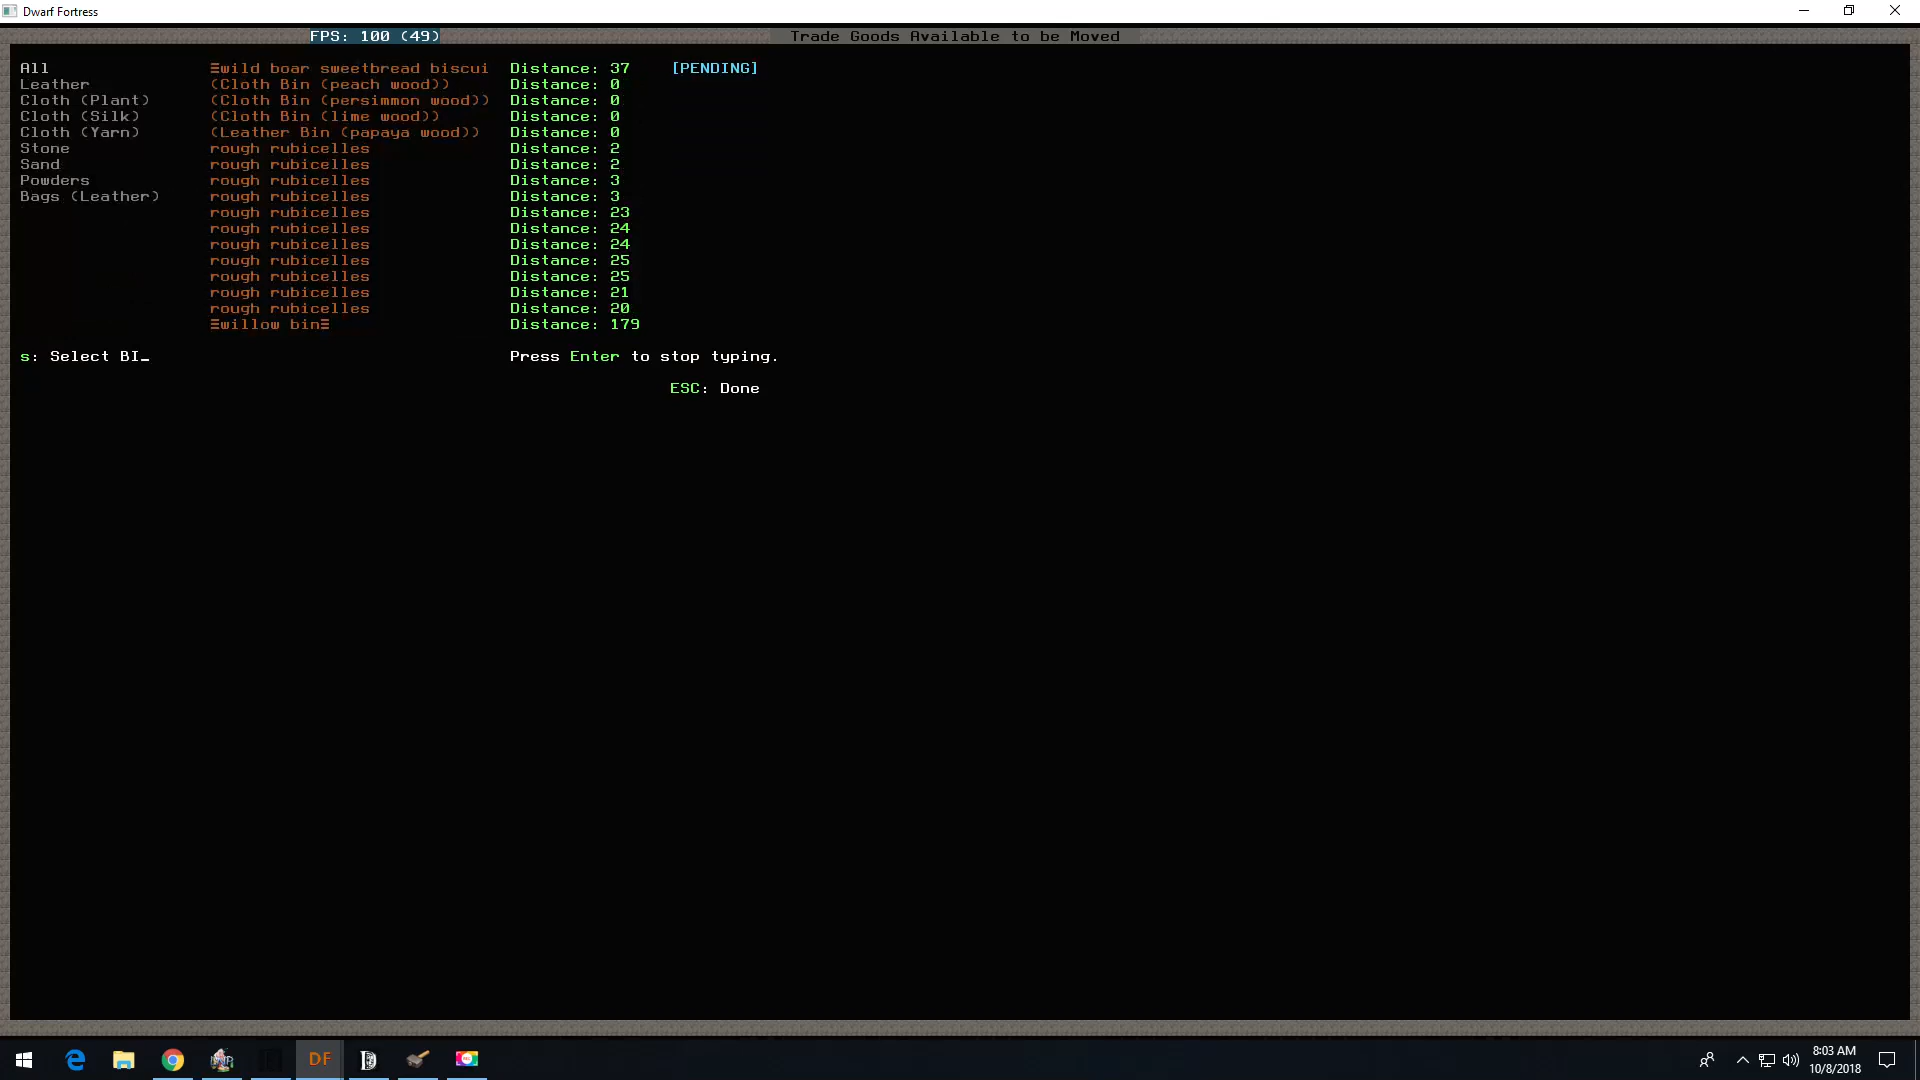 Dwarf Fortress
FPS: 100 (49)
Trade Goods Available to be Moved
All ≡wild boar sweetbread biscui Distance: 37 [PENDING]
Leather (Cloth Bin (peach wood)) Distance: 0
Cloth (Plant) (Cloth Bin (persimmon wood)) Distance: 0
Cloth (Silk) (Cloth Bin (lime wood)) Distance: 0
Cloth (Yarn) (Leather Bin (papaya wood)) Distance: 0
Stone rough rubicelles Distance: 2
Sand rough rubicelles Distance: 2
Powders rough rubicelles Distance: 3
Bags (Leather) rough rubicelles Distance: 3
rough rubicelles Distance: 23
rough rubicelles Distance: 24
rough rubicelles Distance: 24
rough rubicelles Distance: 25
rough rubicelles Distance: 25
rough rubicelles Distance: 21
rough rubicelles Distance: 20
≡willow bin≡ Distance: 179
s: Select BI_ Press Enter to stop typing.
ESC: Done
DF
8:03 AM
10/8/2018